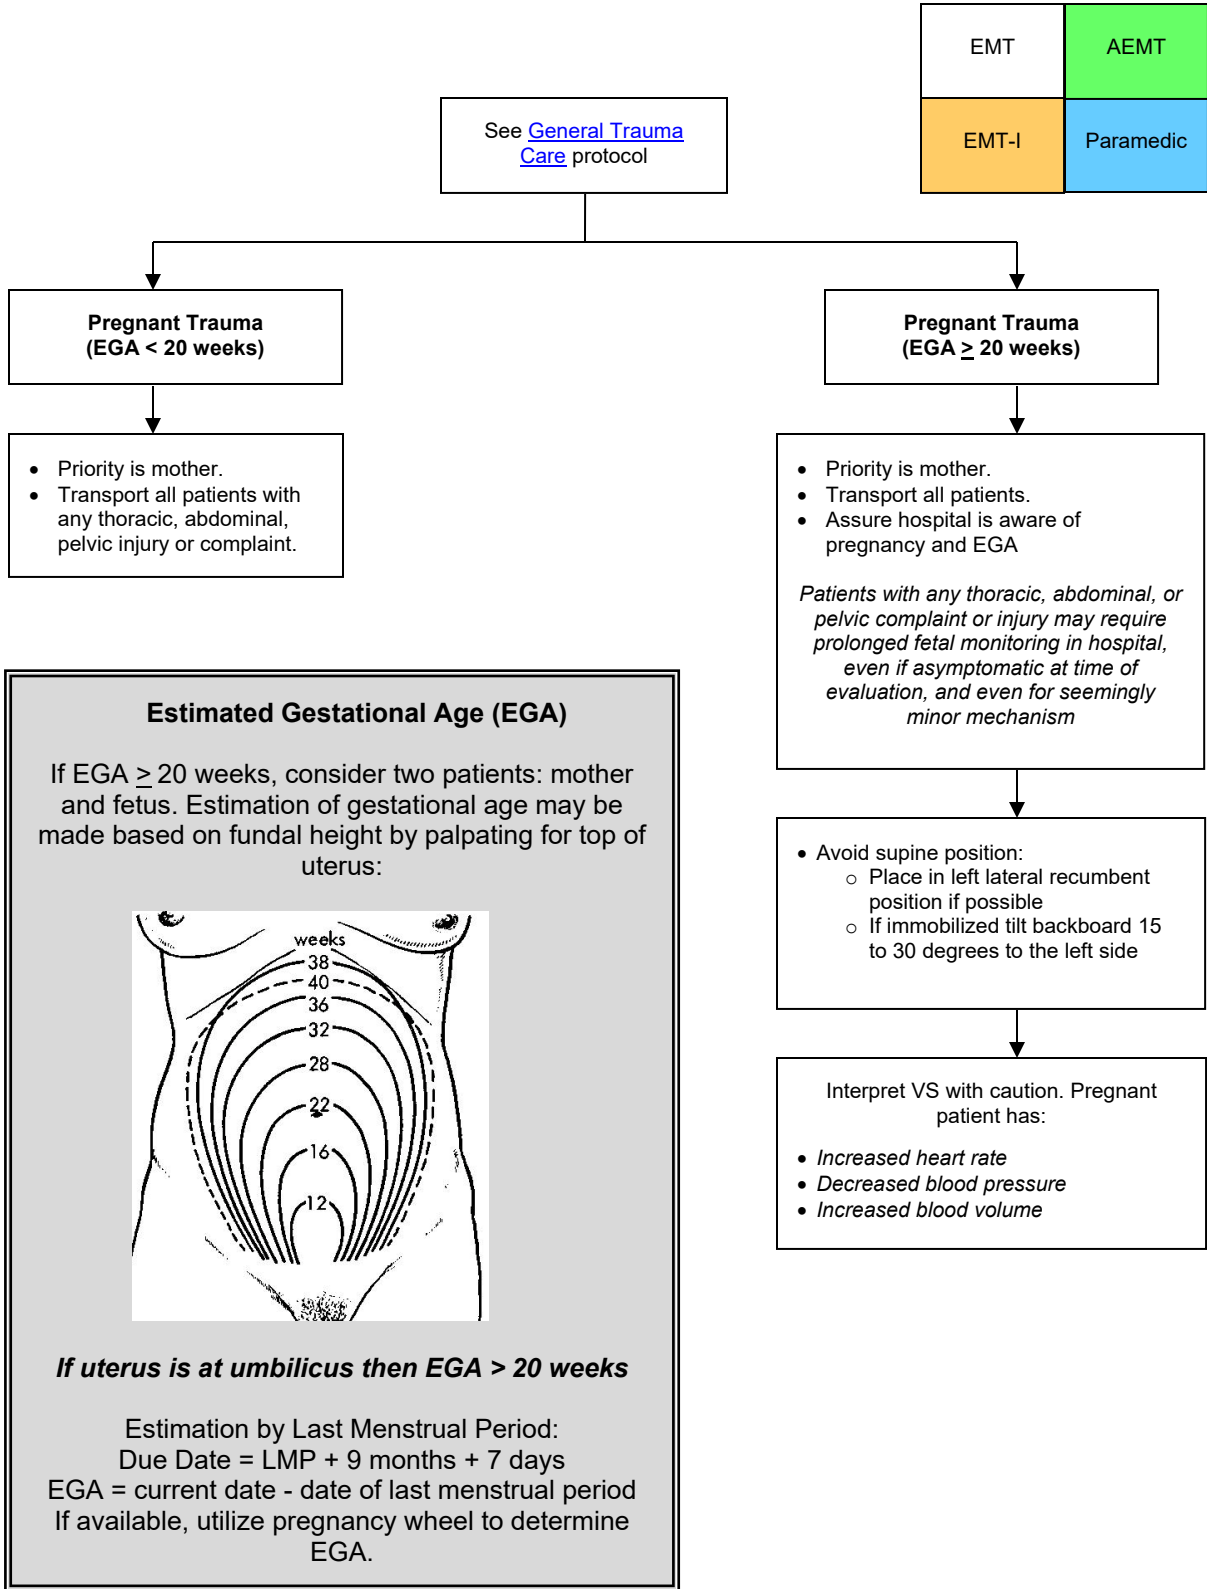 EMT
AEMT
EMT-I
Paramedic
See General Trauma
Care protocol
Pregnant Trauma
(EGA < 20 weeks)
Pregnant Trauma
(EGA ≥ 20 weeks)
• Priority is mother.
• Transport all patients with
any thoracic, abdominal,
pelvic injury or complaint.
• Priority is mother.
• Transport all patients.
• Assure hospital is aware of
pregnancy and EGA
Patients with any thoracic, abdominal, or
pelvic complaint or injury may require
prolonged fetal monitoring in hospital,
even if asymptomatic at time of
evaluation, and even for seemingly
minor mechanism
• Avoid supine position:
o Place in left lateral recumbent
position if possible
o If immobilized tilt backboard 15
to 30 degrees to the left side
Interpret VS with caution. Pregnant
patient has:
• Increased heart rate
• Decreased blood pressure
• Increased blood volume
Estimated Gestational Age (EGA)
If EGA ≥ 20 weeks, consider two patients: mother
and fetus. Estimation of gestational age may be
made based on fundal height by palpating for top of
uterus:
weeks
38
40
36
32
28
22
16
12
If uterus is at umbilicus then EGA > 20 weeks
Estimation by Last Menstrual Period:
Due Date = LMP + 9 months + 7 days
EGA = current date - date of last menstrual period
If available, utilize pregnancy wheel to determine
EGA.